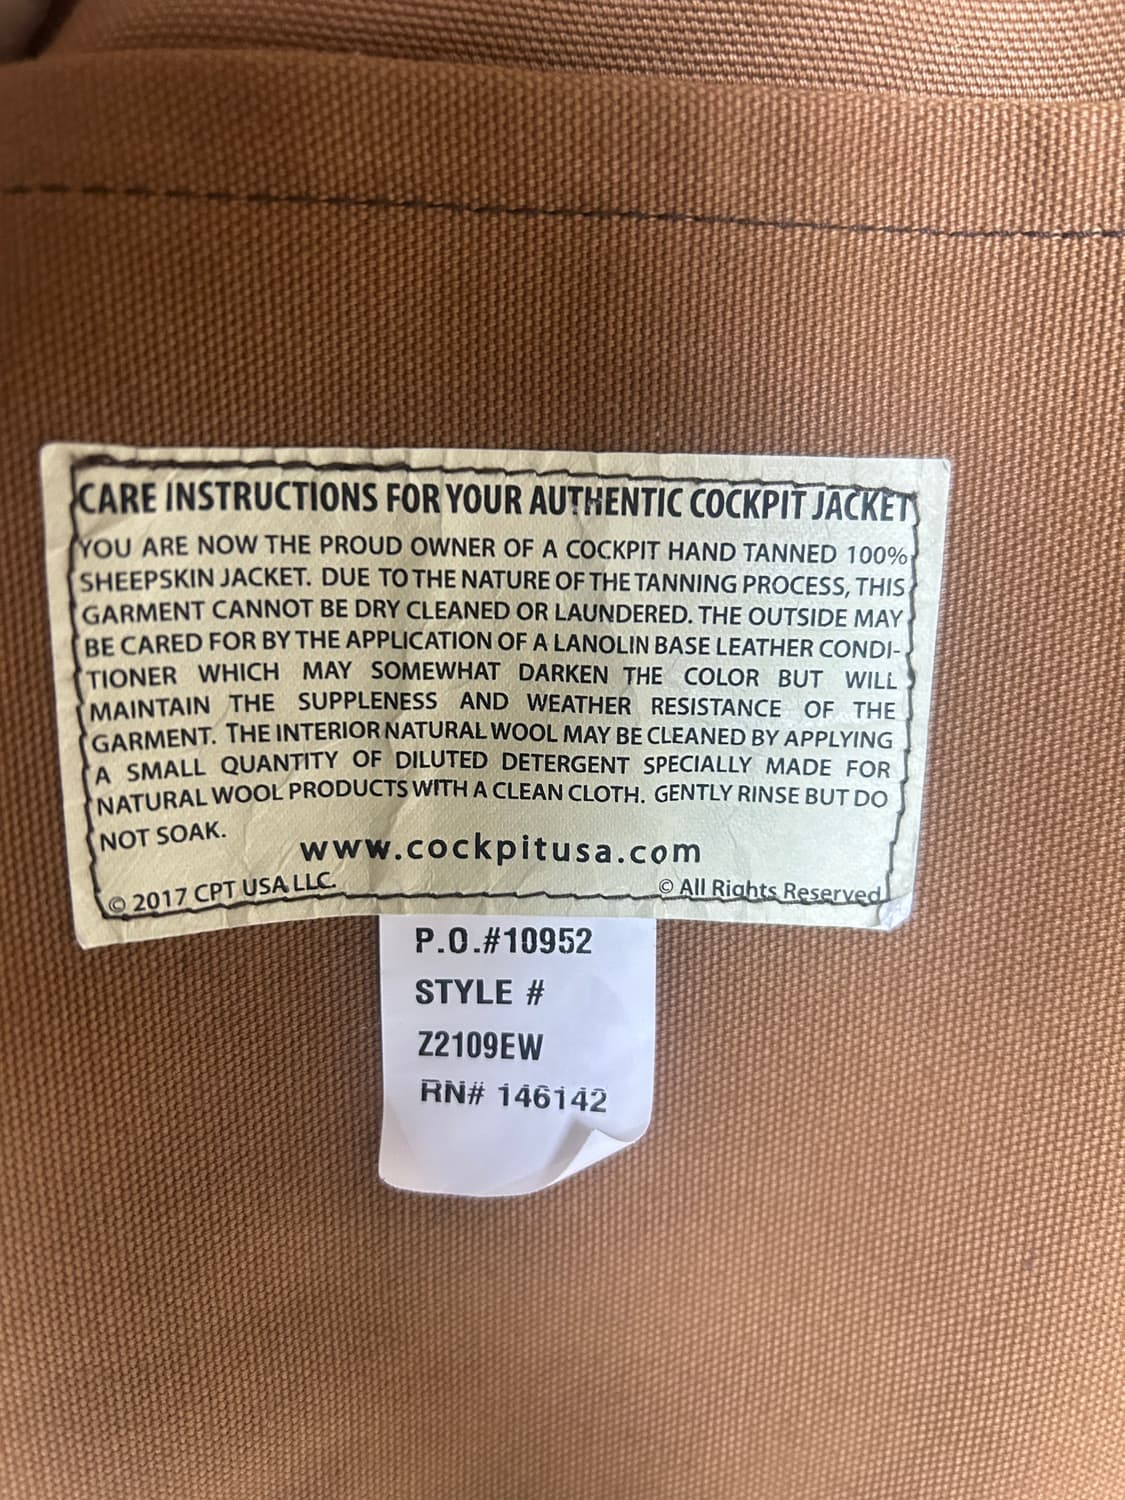 CARE INSTRUCTIONS FOR YOUR AUTHENTIC COCKPIT JACKET
YOU ARE NOW THE PROUD OWNER OF A COCKPIT HAND TANNED 100%
SHEEPSKIN JACKET. DUE TO THE NATURE OF THE TANNING PROCESS, THIS
GARMENT CANNOT BE DRY CLEANED OR LAUNDERED. THE OUTSIDE MAY
BE CARED FOR BY THE APPLICATION OF A LANOLIN BASE LEATHER CONDI-
TIONER WHICH MAY SOMEWHAT DARKEN THE COLOR BUT WILL
MAINTAIN THE SUPPLENESS AND WEATHER RESISTANCE OF THE
GARMENT. THE INTERIOR NATURAL WOOL MAY BE CLEANED BY APPLYING
A SMALL QUANTITY OF DILUTED DETERGENT SPECIALLY MADE FOR
NATURAL WOOL PRODUCTS WITH A CLEAN CLOTH. GENTLY RINSE BUT DO
NOT SOAK.
www.cockpitusa.com
© 2017 CPT USA LLC. © All Rights Reserved
P.O.#10952
STYLE #
Z2109EW
RN# 146142